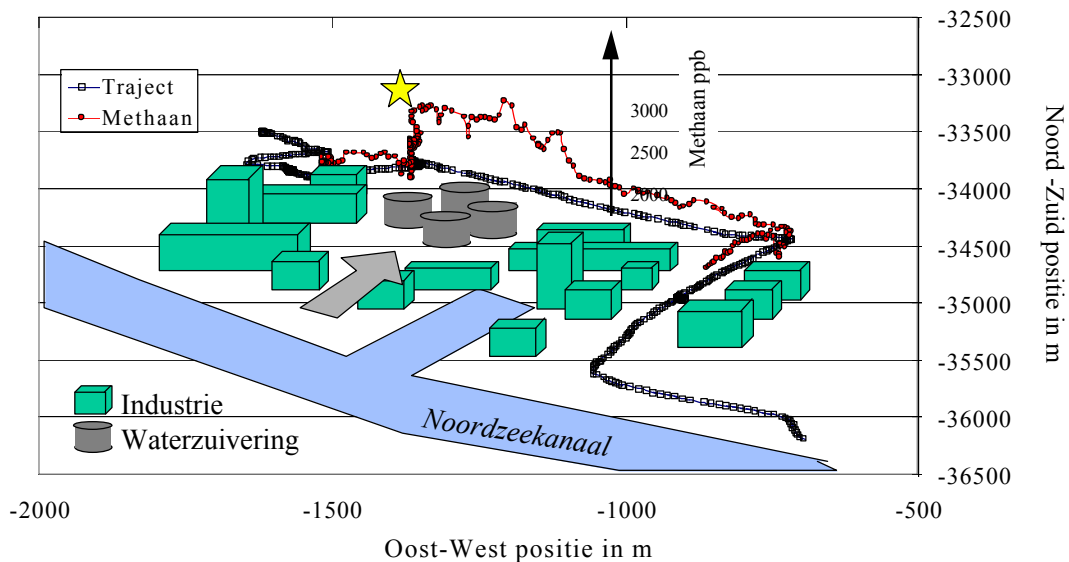 -32500
-33000
-33500
-34000
-34500
-35000
-35500
-36000
-36500
Noord -Zuid positie in m
Traject
Methaan
3000
2500
2000
Methaan ppb
Industrie
Waterzuivering
Noordzeekanaal
-2000 -1500 -1000 -500
Oost-West positie in m